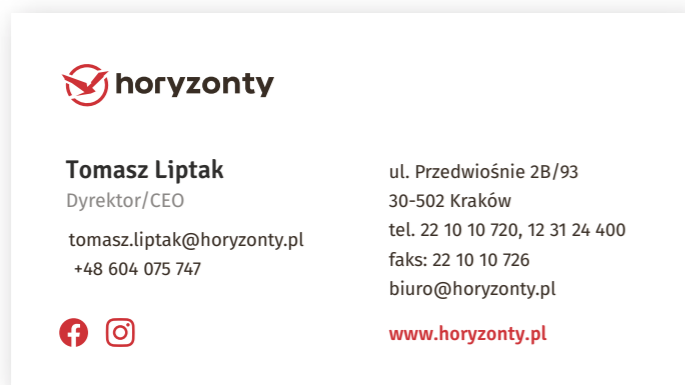 horyzonty
Tomasz Liptak
Dyrektor/CEO
tomasz.liptak@horyzonty.pl
+48 604 075 747
ul. Przedwiośnie 2B/93
30-502 Kraków
tel. 22 10 10 720, 12 31 24 400
faks: 22 10 10 726
biuro@horyzonty.pl
www.horyzonty.pl